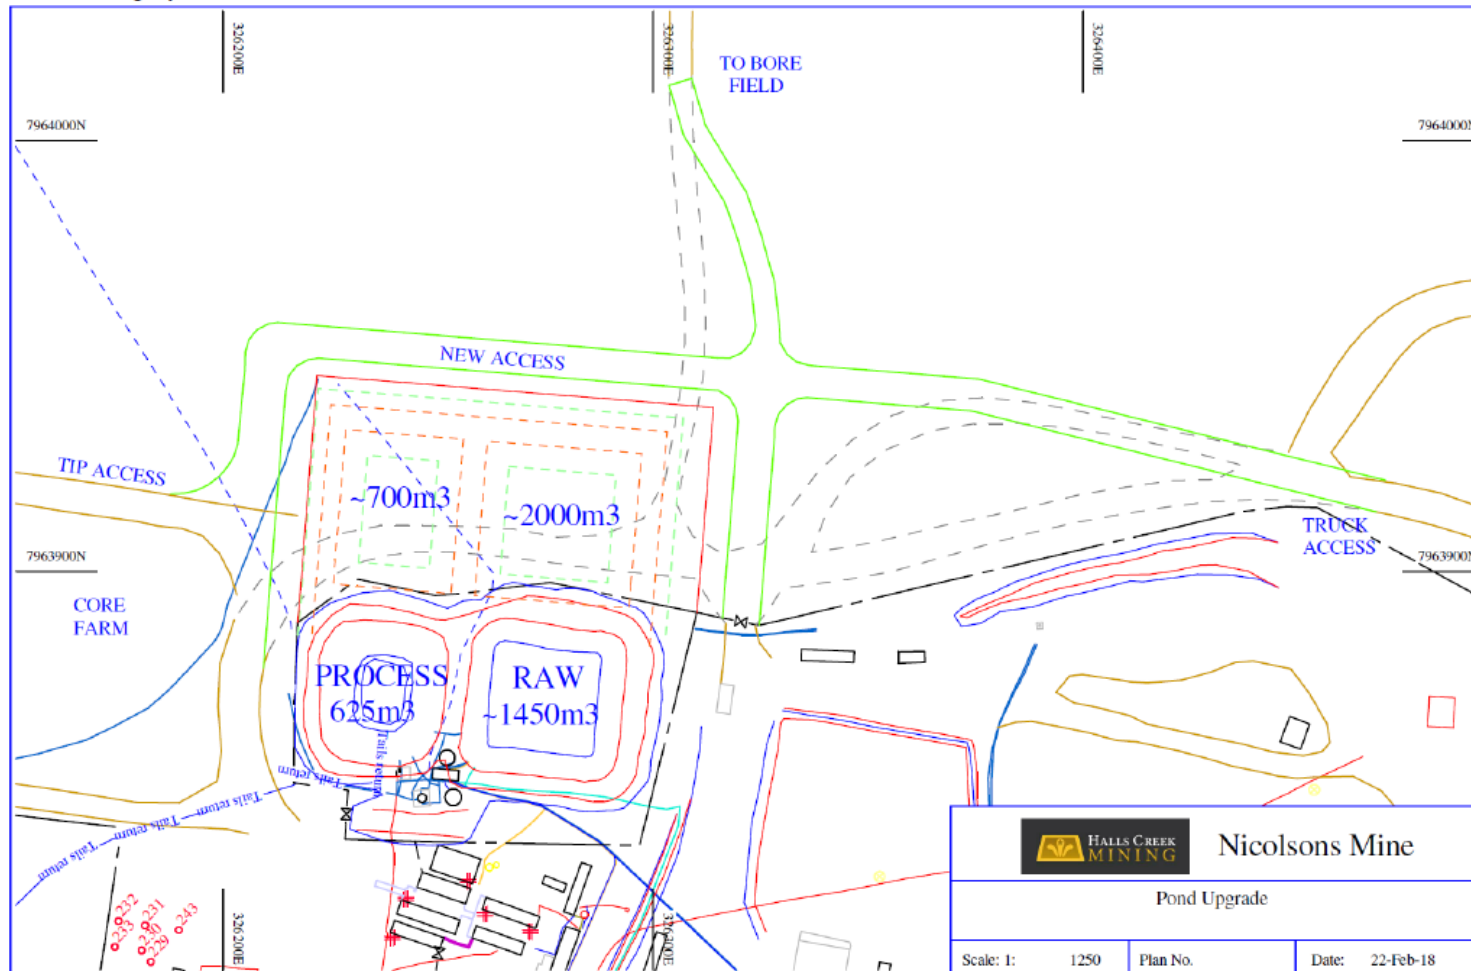 326200E
326300E
326400E
TO BORE
FIELD
7964000N
7964000N
NEW ACCESS
TIP ACCESS
~700m3
~2000m3
TRUCK
ACCESS
7963900N
7963900N
CORE
FARM
PROCESS
625m3
RAW
~1450m3
Tails return
Tails return
Tails return
Tails return
Tails return
HALLS CREEK
MINING
Nicolsons Mine
Pond Upgrade
232
231
243
233
230
229
326200E
326300E
Scale: 1: 1250
Plan No.
Date: 22-Feb-18